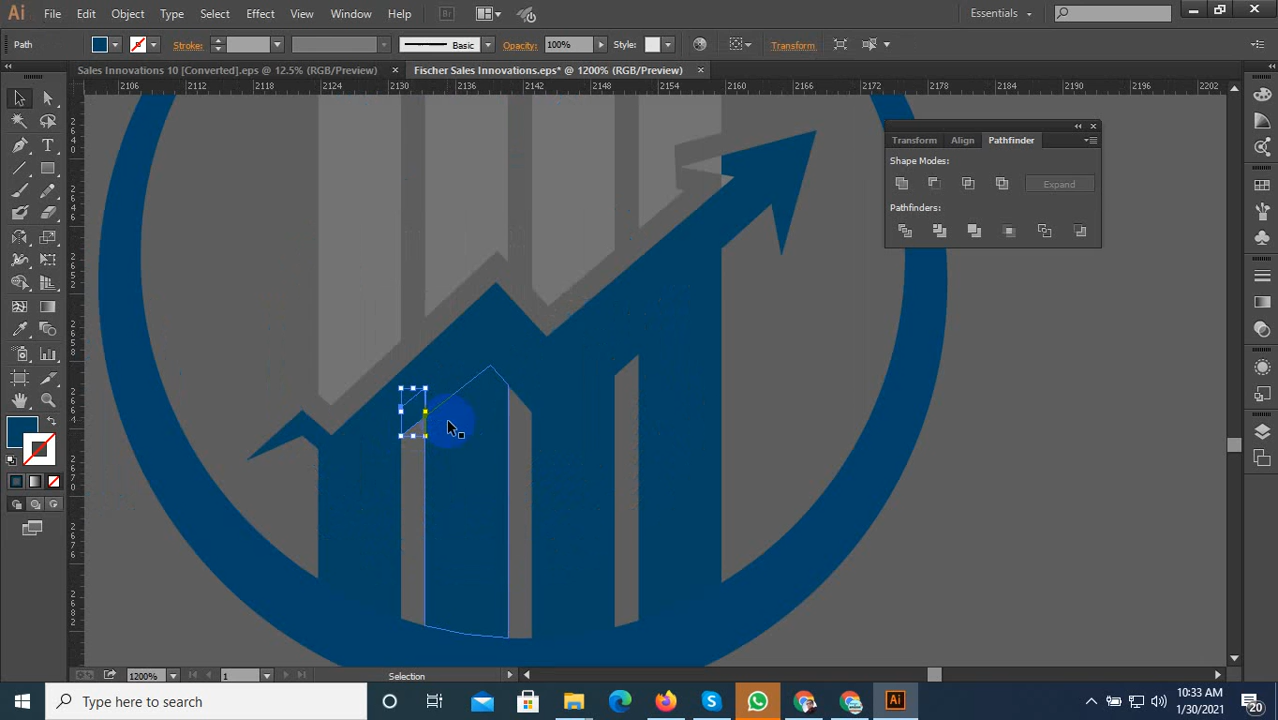 Ai File Edit Object Type Select Effect View Window Help Br Essentials
Path Stroke: Basic Opacity: 100% Style: Transform
Sales Innovations 10 [Converted].eps @ 12.5% (RGB/Preview) × Fischer Sales Innovations.eps* @ 1200% (RGB/Preview) ×
2106 2112 2118 2124 2130 2136 2142 2148 2154 2160 2166 2172 2178 2184 2190 2196 2202
Transform Align Pathfinder
Shape Modes:
Expand
Pathfinders:
1200% 1 Selection
Type here to search
S
Ai
10:33 AM
1/30/2021
20